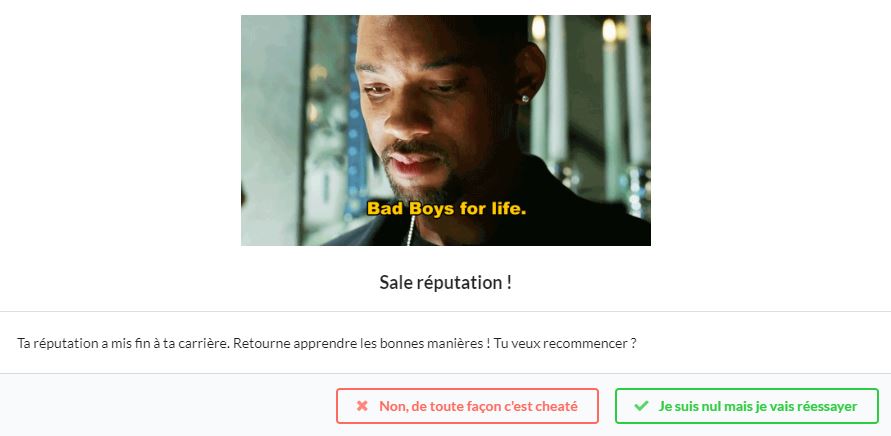 Bad Boys for life.
Sale réputation !
Ta réputation a mis fin à ta carrière. Retourne apprendre les bonnes manières ! Tu veux recommencer ?
Non, de toute façon c'est cheaté
Je suis nul mais je vais réessayer